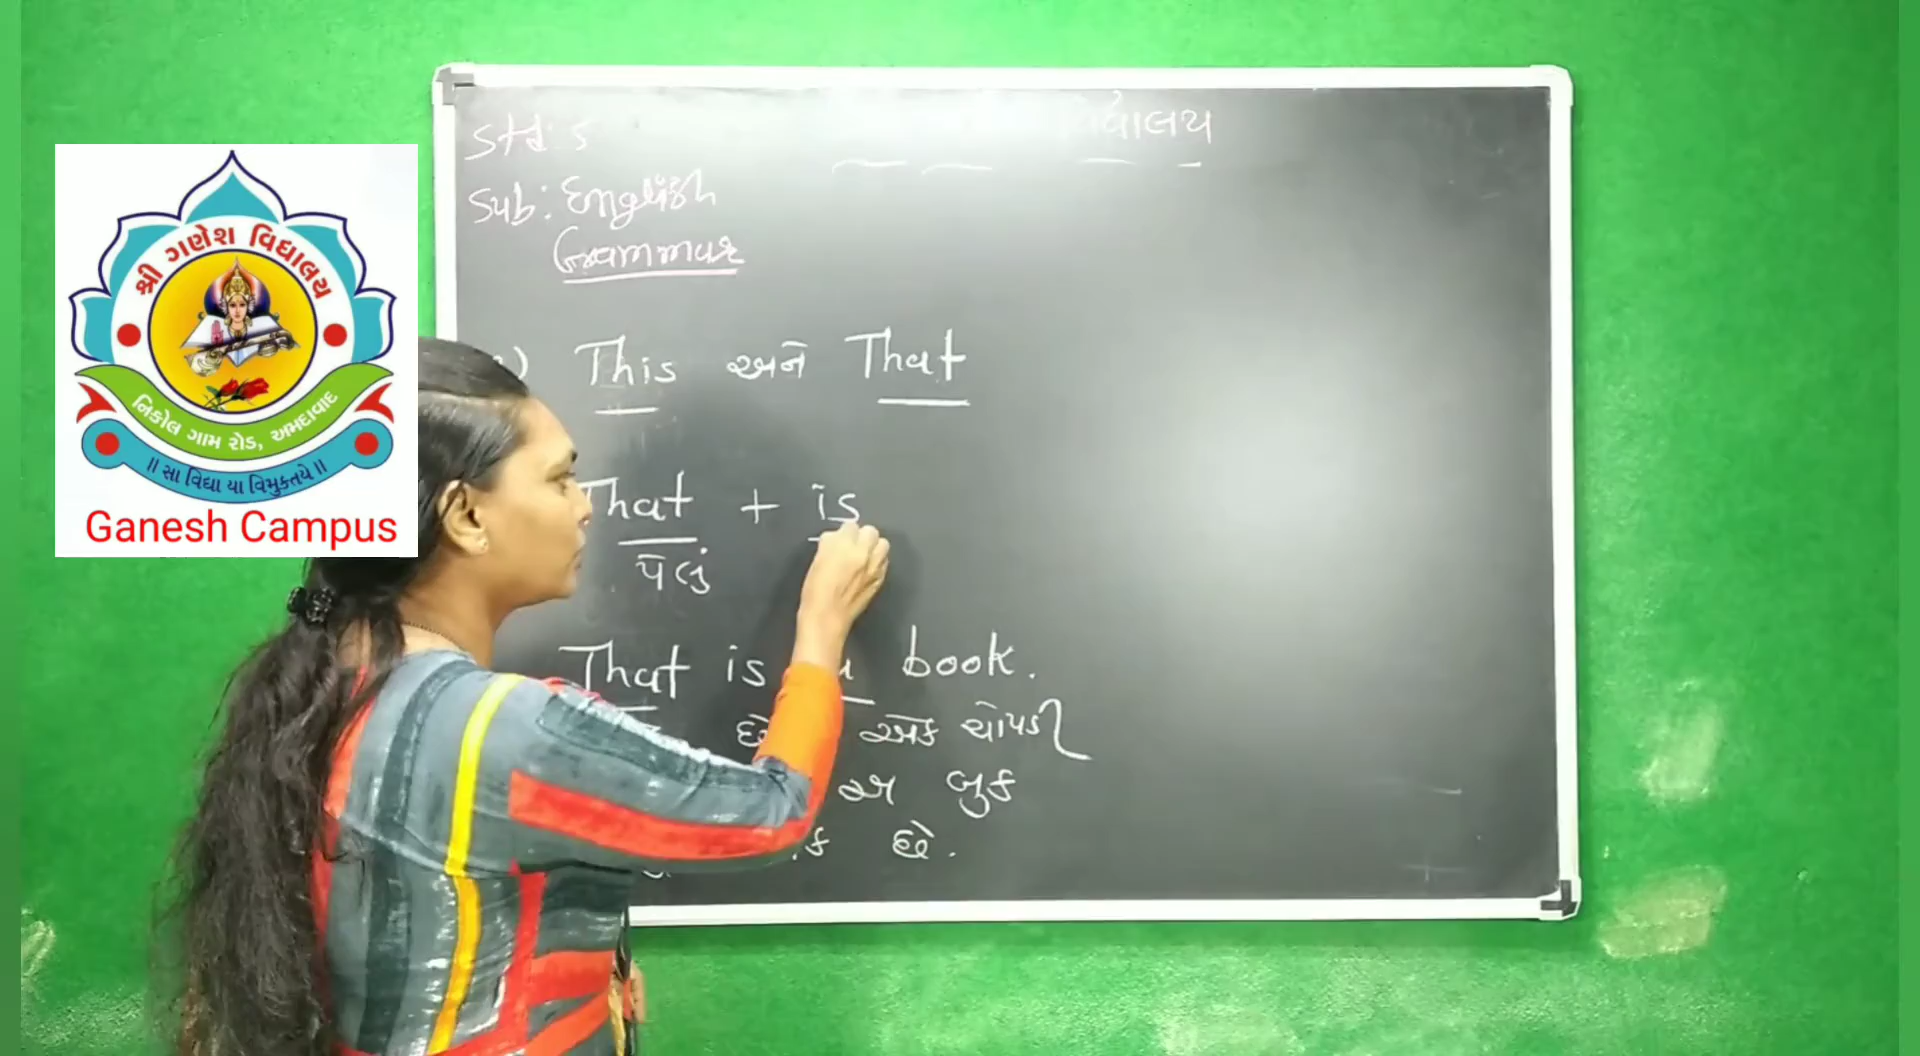 શ્રી ગણેશ વિદ્યાલય
નિકોલ ગામ રોડ, અમદાવાદ
॥ સા વિદ્યા યા વિમુક્તયે ॥
Ganesh Campus
Std: 5
Sub: English
Grammar
This અને That
That + is
પેલું
That is a book.
છે એક ચોપડી
અ બુક
છે.